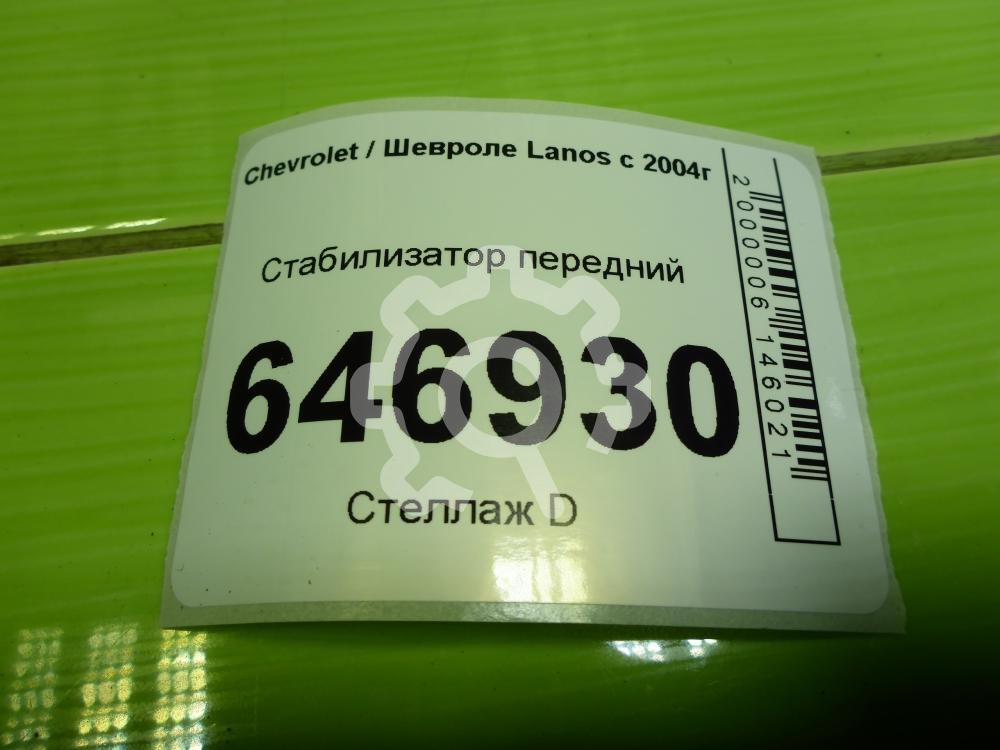 Chevrolet / Шевроле Lanos с 2004г
Стабилизатор передний
646930
Стеллаж D
2000006146021